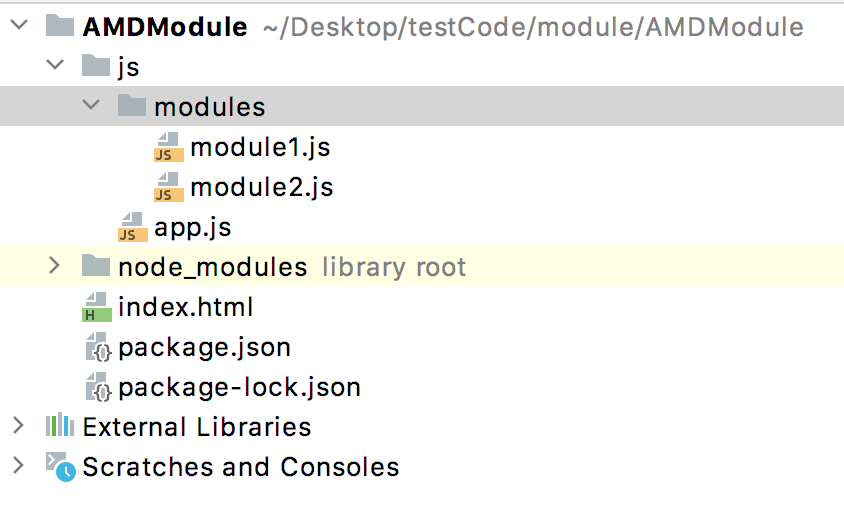 AMDModule ~/Desktop/testCode/module/AMDModule
js
modules
JS module1.js
JS module2.js
JS app.js
node_modules library root
H index.html
{} package.json
{} package-lock.json
External Libraries
Scratches and Consoles